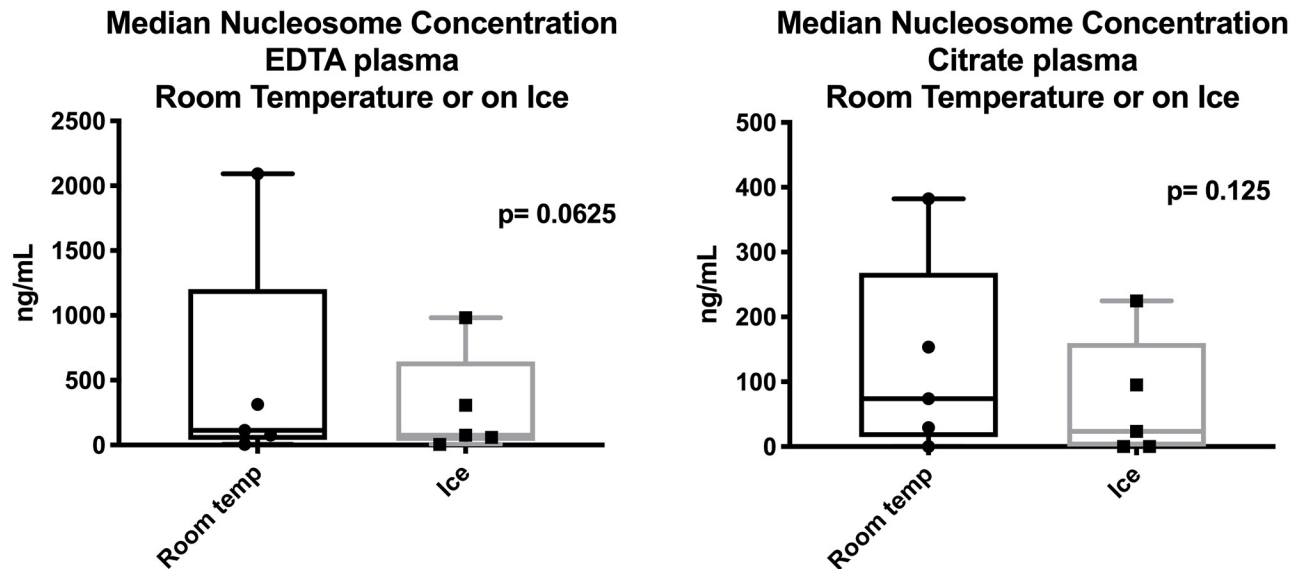 Median Nucleosome Concentration
EDTA plasma
Room Temperature or on Ice
2500
2000
1500
1000
500
0
ng/mL
p= 0.0625
Room temp
Ice
Median Nucleosome Concentration
Citrate plasma
Room Temperature or on Ice
500
400
300
200
100
0
ng/mL
p= 0.125
Room temp
Ice